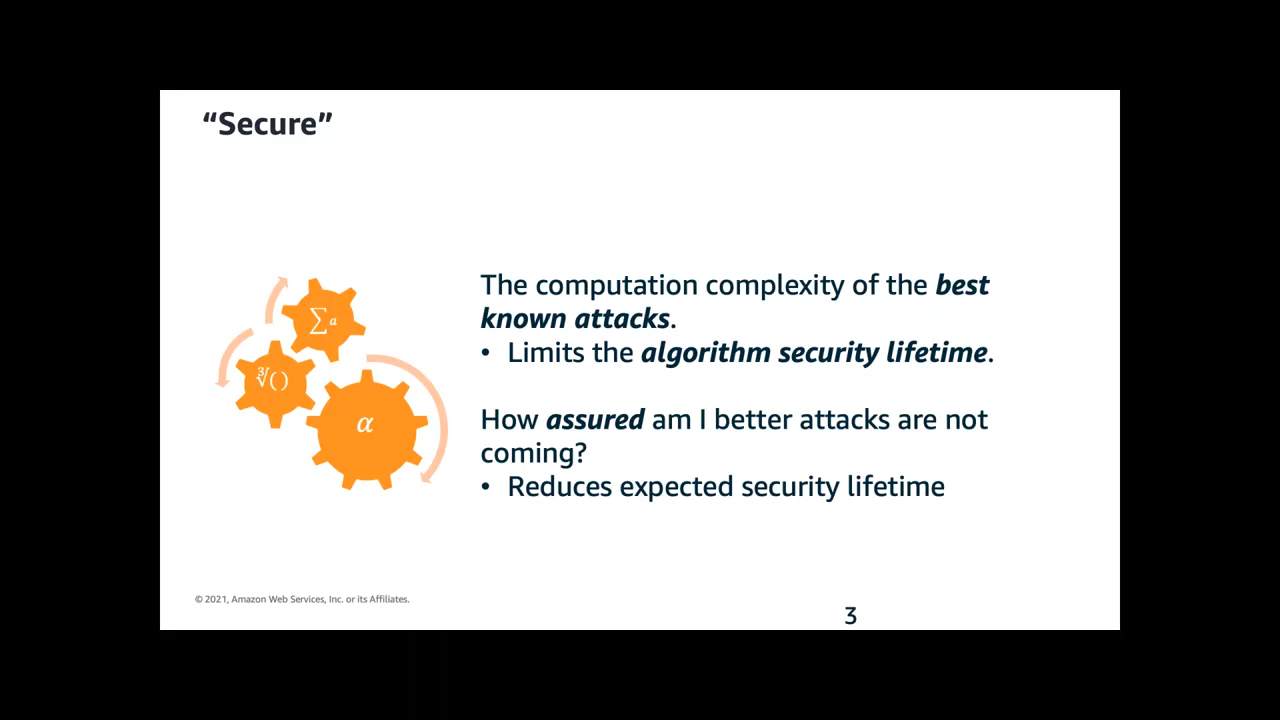 “Secure”
The computation complexity of the best
known attacks.
• Limits the algorithm security lifetime.
How assured am I better attacks are not
coming?
• Reduces expected security lifetime
∑a
∛()
α
© 2021, Amazon Web Services, Inc. or its Affiliates.
3